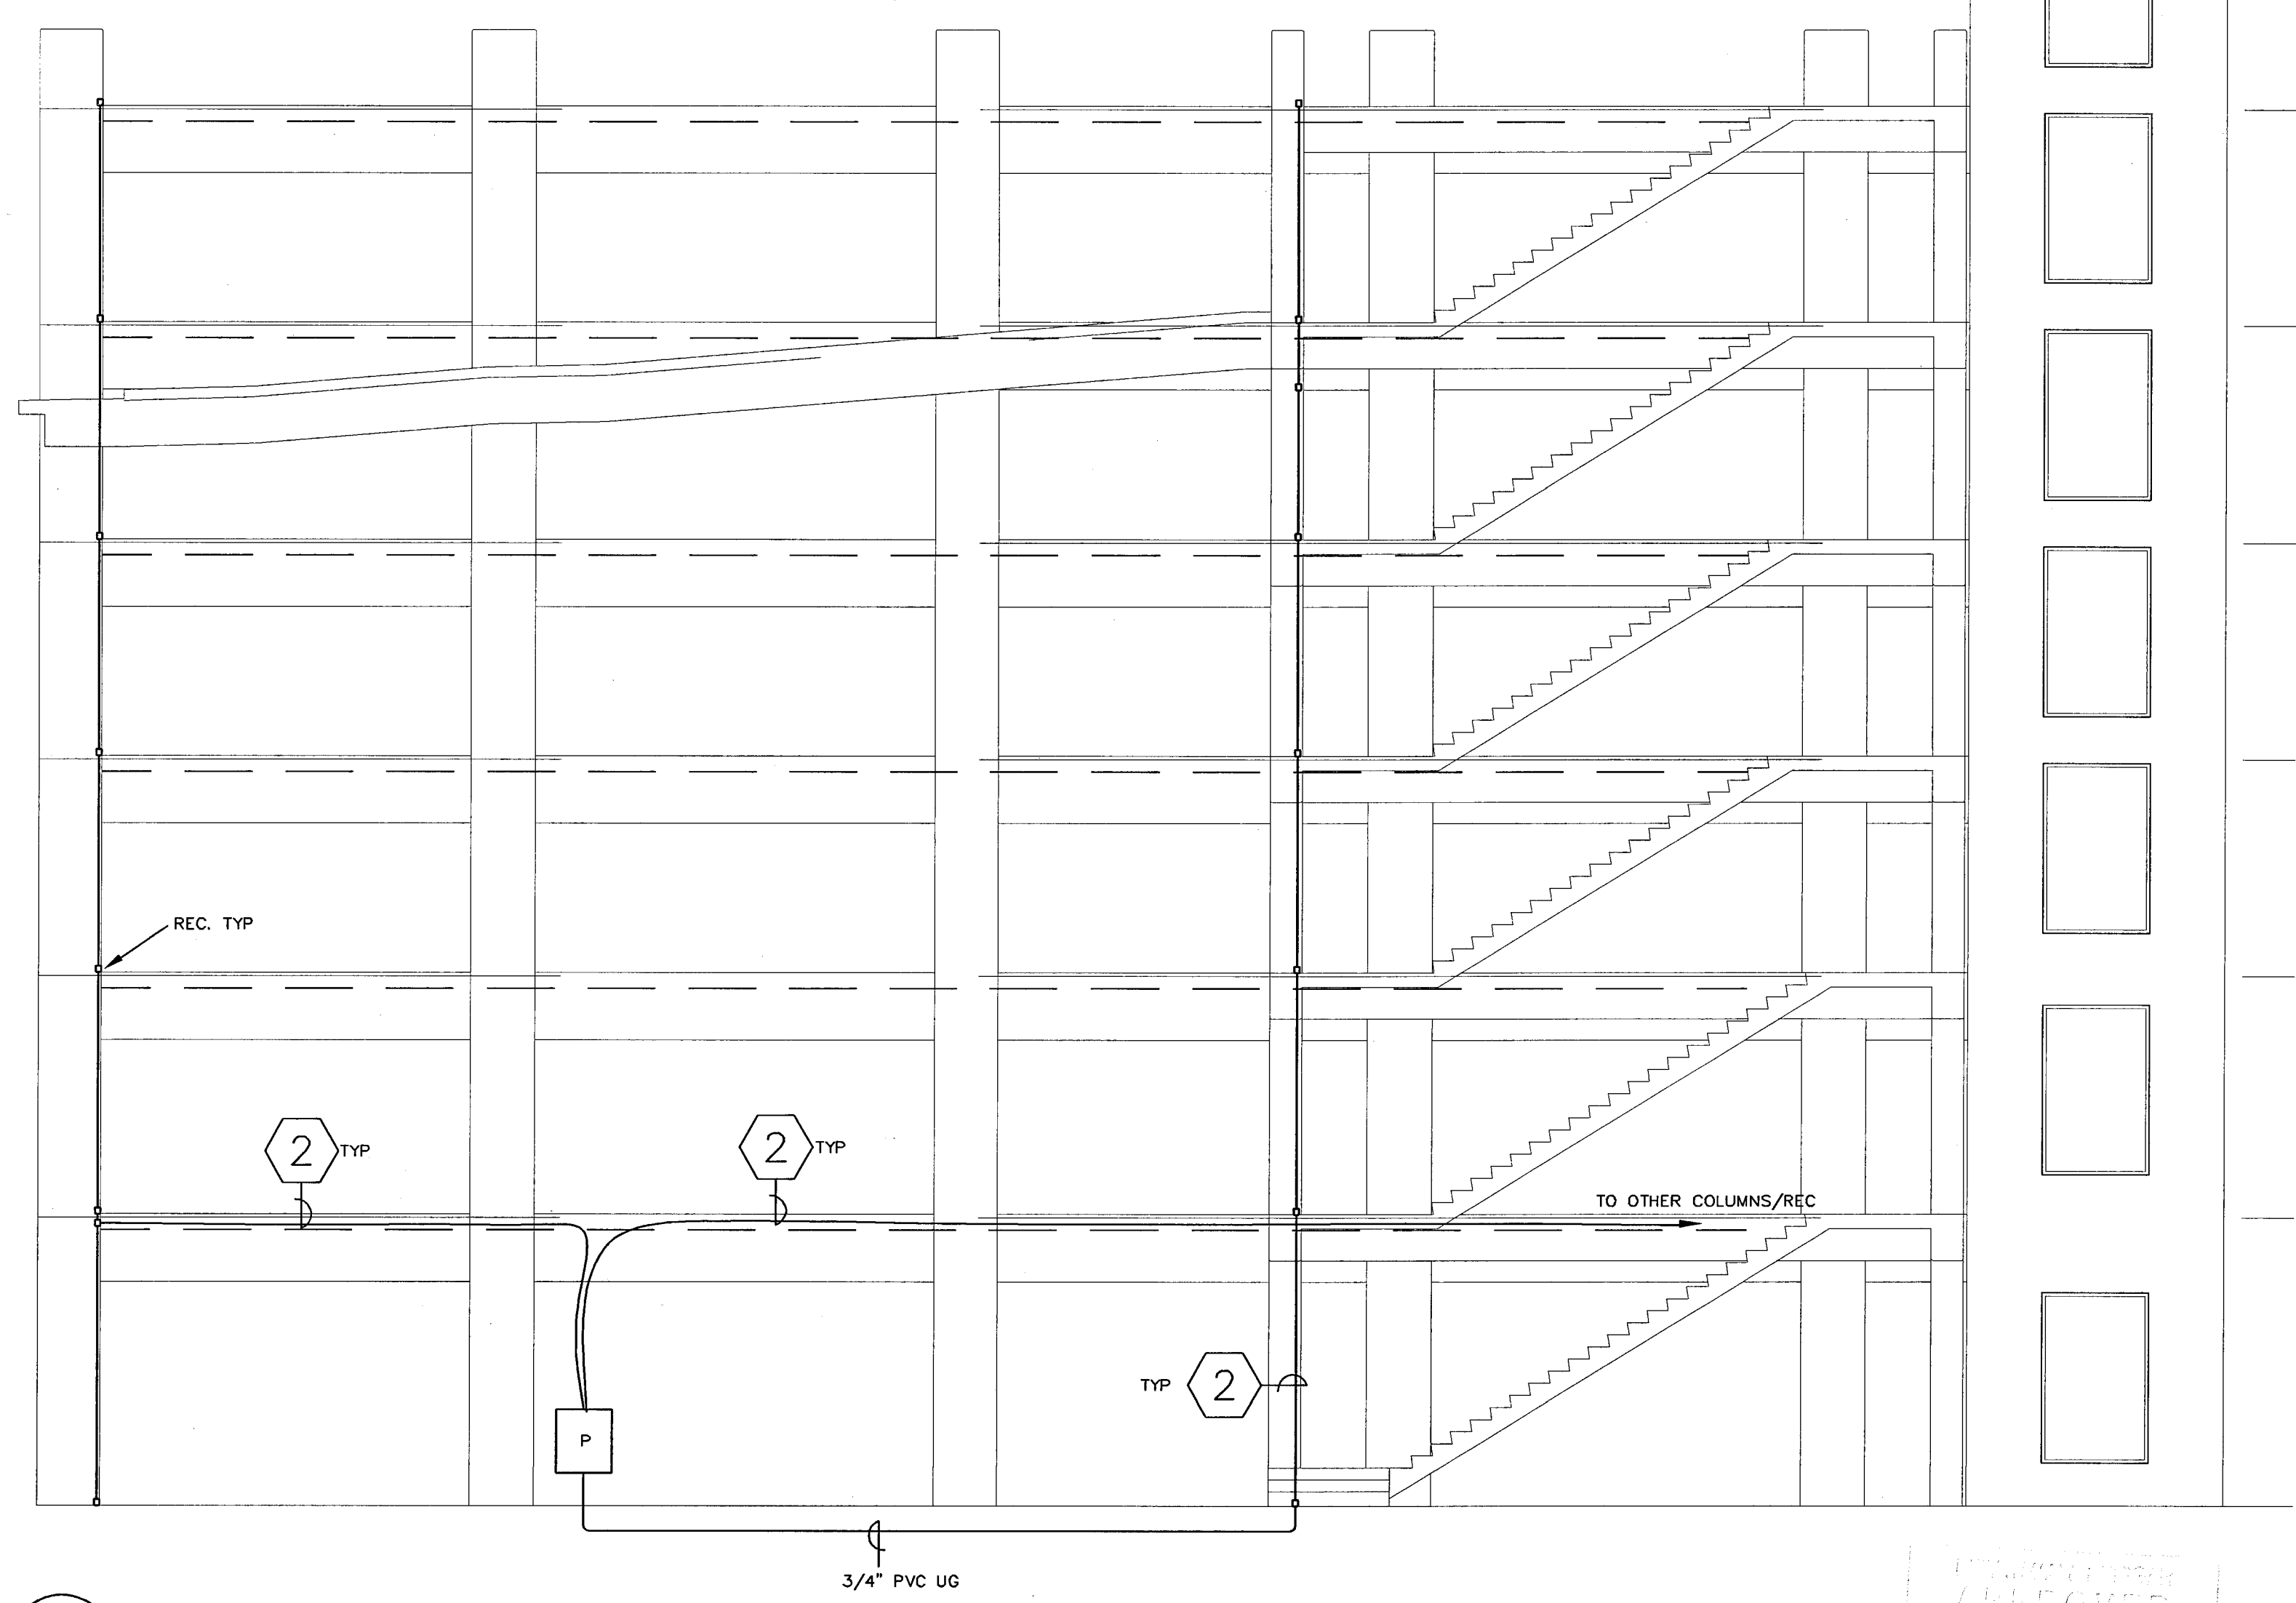 REC. TYP
2 TYP
2 TYP
TO OTHER COLUMNS/REC
TYP 2
P
3/4" PVC UG